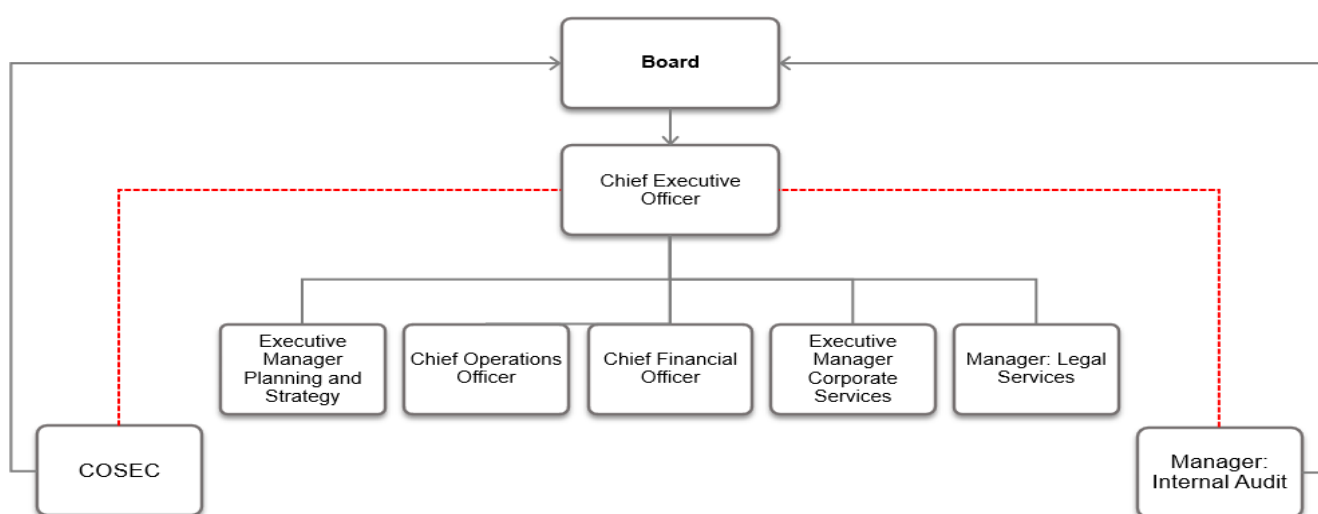 Board
Chief Executive
Officer
Executive
Manager
Planning and
Strategy
Chief Operations
Officer
Chief Financial
Officer
Executive
Manager
Corporate
Services
Manager: Legal
Services
COSEC
Manager:
Internal Audit